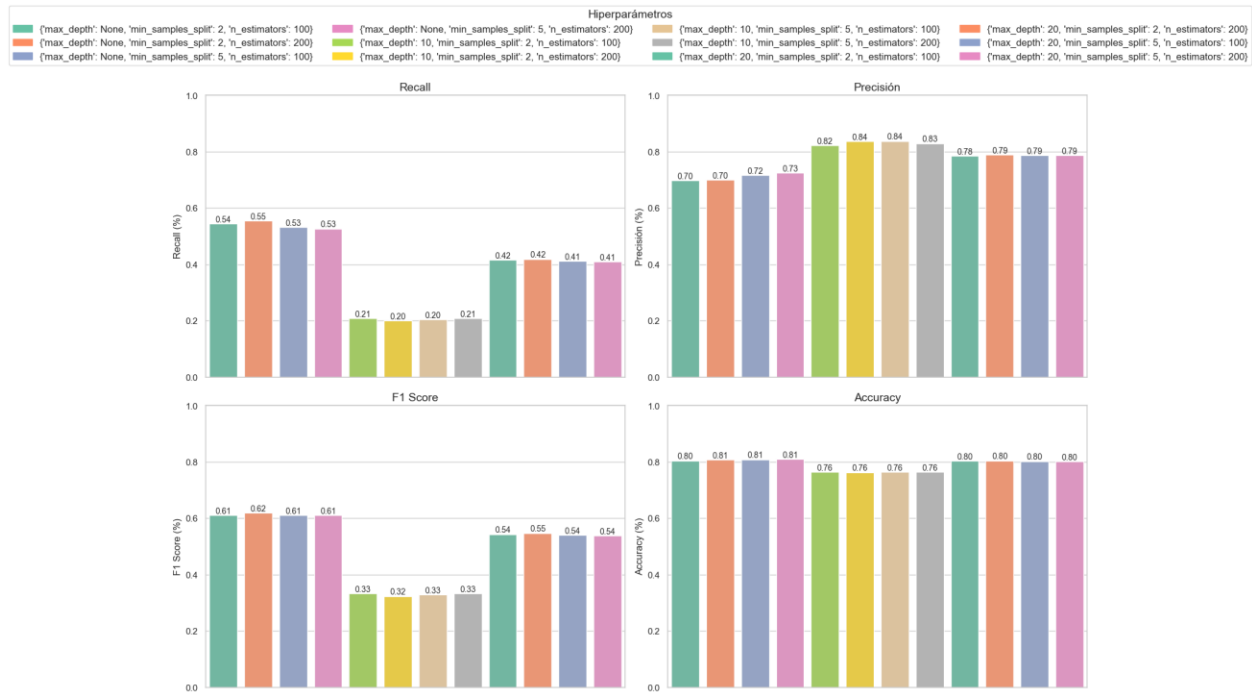 Hiperparámetros
{'max_depth': None, 'min_samples_split': 2, 'n_estimators': 100} {'max_depth': None, 'min_samples_split': 5, 'n_estimators': 200} {'max_depth': 10, 'min_samples_split': 5, 'n_estimators': 100} {'max_depth': 20, 'min_samples_split': 2, 'n_estimators': 200}
{'max_depth': None, 'min_samples_split': 2, 'n_estimators': 200} {'max_depth': 10, 'min_samples_split': 2, 'n_estimators': 100} {'max_depth': 10, 'min_samples_split': 5, 'n_estimators': 200} {'max_depth': 20, 'min_samples_split': 5, 'n_estimators': 100}
{'max_depth': None, 'min_samples_split': 5, 'n_estimators': 100} {'max_depth': 10, 'min_samples_split': 2, 'n_estimators': 200} {'max_depth': 20, 'min_samples_split': 2, 'n_estimators': 100} {'max_depth': 20, 'min_samples_split': 5, 'n_estimators': 200}
Recall
Recall (%)
1.0
0.8
0.6
0.4
0.2
0.0
0.54 0.55 0.53 0.53 0.21 0.20 0.20 0.21 0.42 0.42 0.41 0.41
Precisión
Precisión (%)
1.0
0.8
0.6
0.4
0.2
0.0
0.70 0.70 0.72 0.73 0.82 0.84 0.84 0.83 0.78 0.79 0.79 0.79
F1 Score
F1 Score (%)
1.0
0.8
0.6
0.4
0.2
0.0
0.61 0.62 0.61 0.61 0.33 0.32 0.33 0.33 0.54 0.55 0.54 0.54
Accuracy
Accuracy (%)
1.0
0.8
0.6
0.4
0.2
0.0
0.80 0.81 0.81 0.81 0.76 0.76 0.76 0.76 0.80 0.80 0.80 0.80